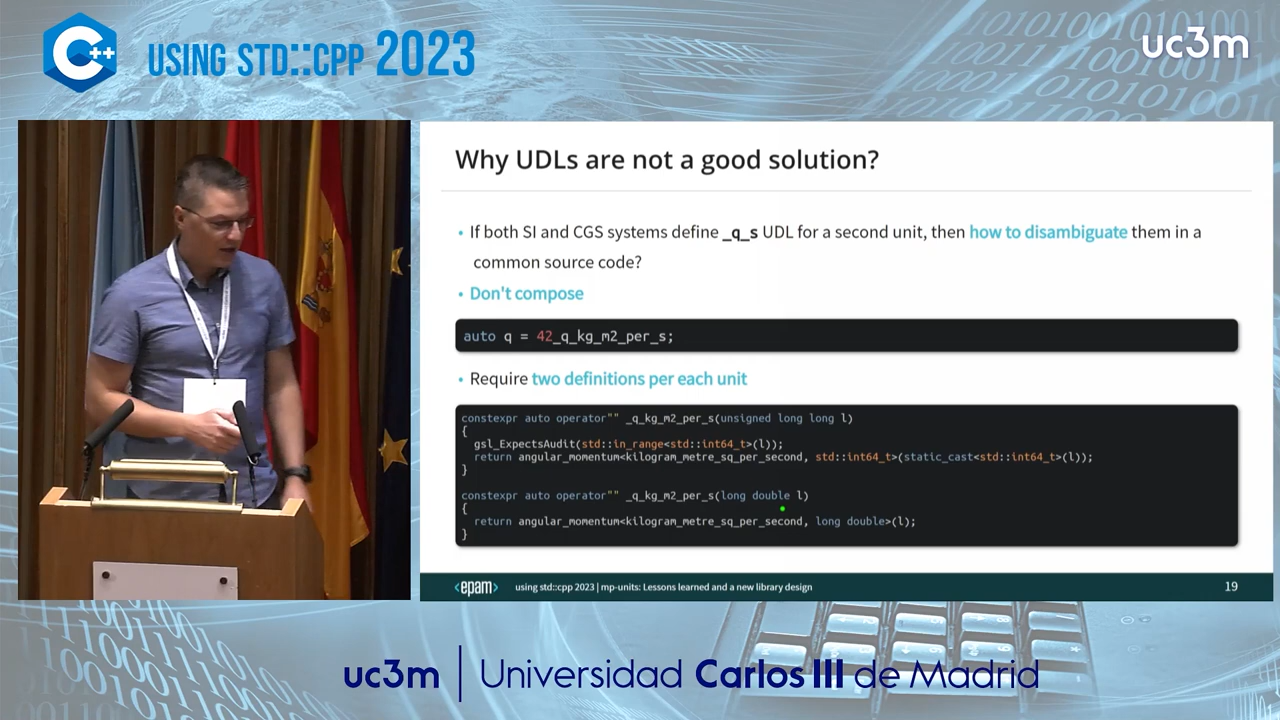 C++
USING STD::CPP 2023
uc3m
Why UDLs are not a good solution?
• If both SI and CGS systems define _q_s UDL for a second unit, then how to disambiguate them in a
common source code?
• Don't compose
auto q = 42_q_kg_m2_per_s;
• Require two definitions per each unit
constexpr auto operator"" _q_kg_m2_per_s(unsigned long long l)
{
gsl_ExpectsAudit(std::in_range<std::int64_t>(l));
return angular_momentum<kilogram_metre_sq_per_second, std::int64_t>(static_cast<std::int64_t>(l));
}
constexpr auto operator"" _q_kg_m2_per_s(long double l)
{
return angular_momentum<kilogram_metre_sq_per_second, long double>(l);
}
<epam>
using std::cpp 2023 | mp-units: Lessons learned and a new library design
19
uc3m | Universidad Carlos III de Madrid